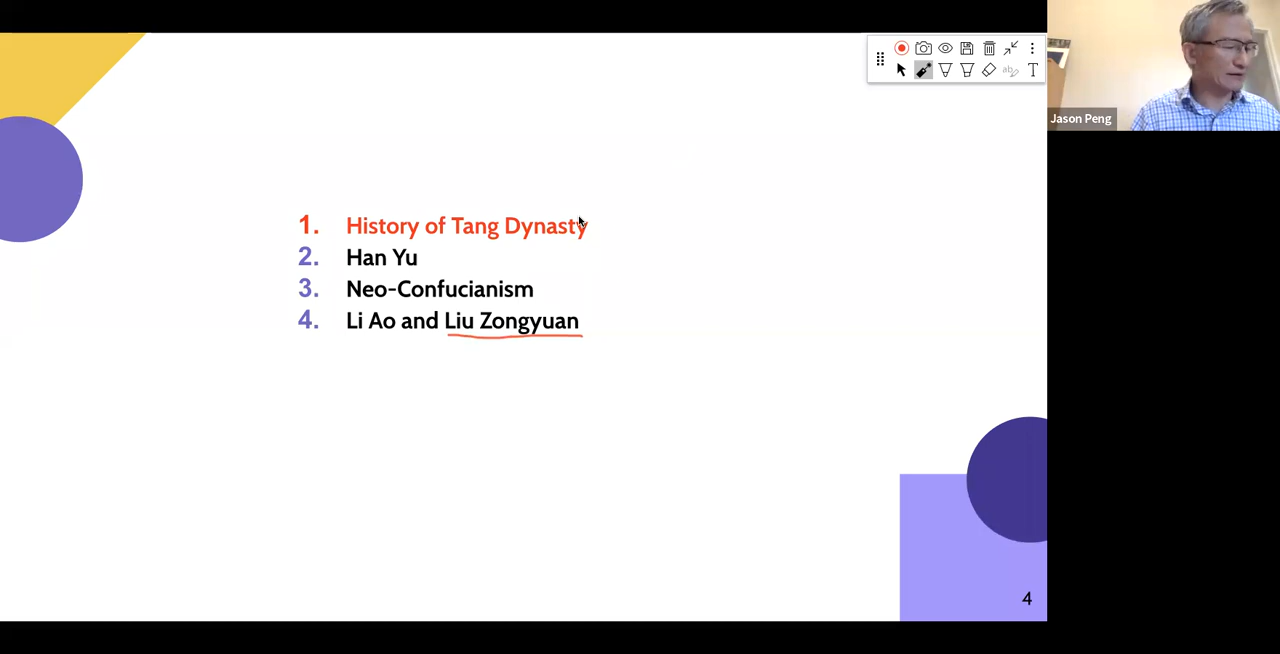 Jason Peng
1. History of Tang Dynasty
2. Han Yu
3. Neo-Confucianism
4. Li Ao and Liu Zongyuan
4